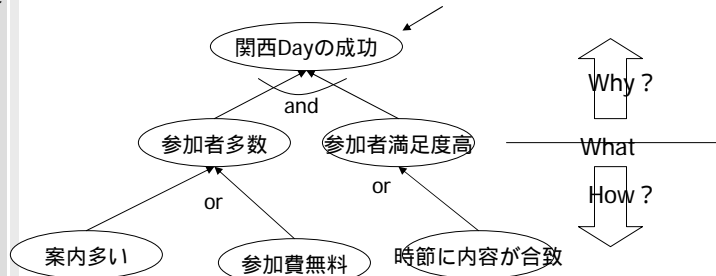 関西Dayの成功
Why？
and
参加者多数
参加者満足度高
What
or
or
How？
案内多い
参加費無料
時節に内容が合致